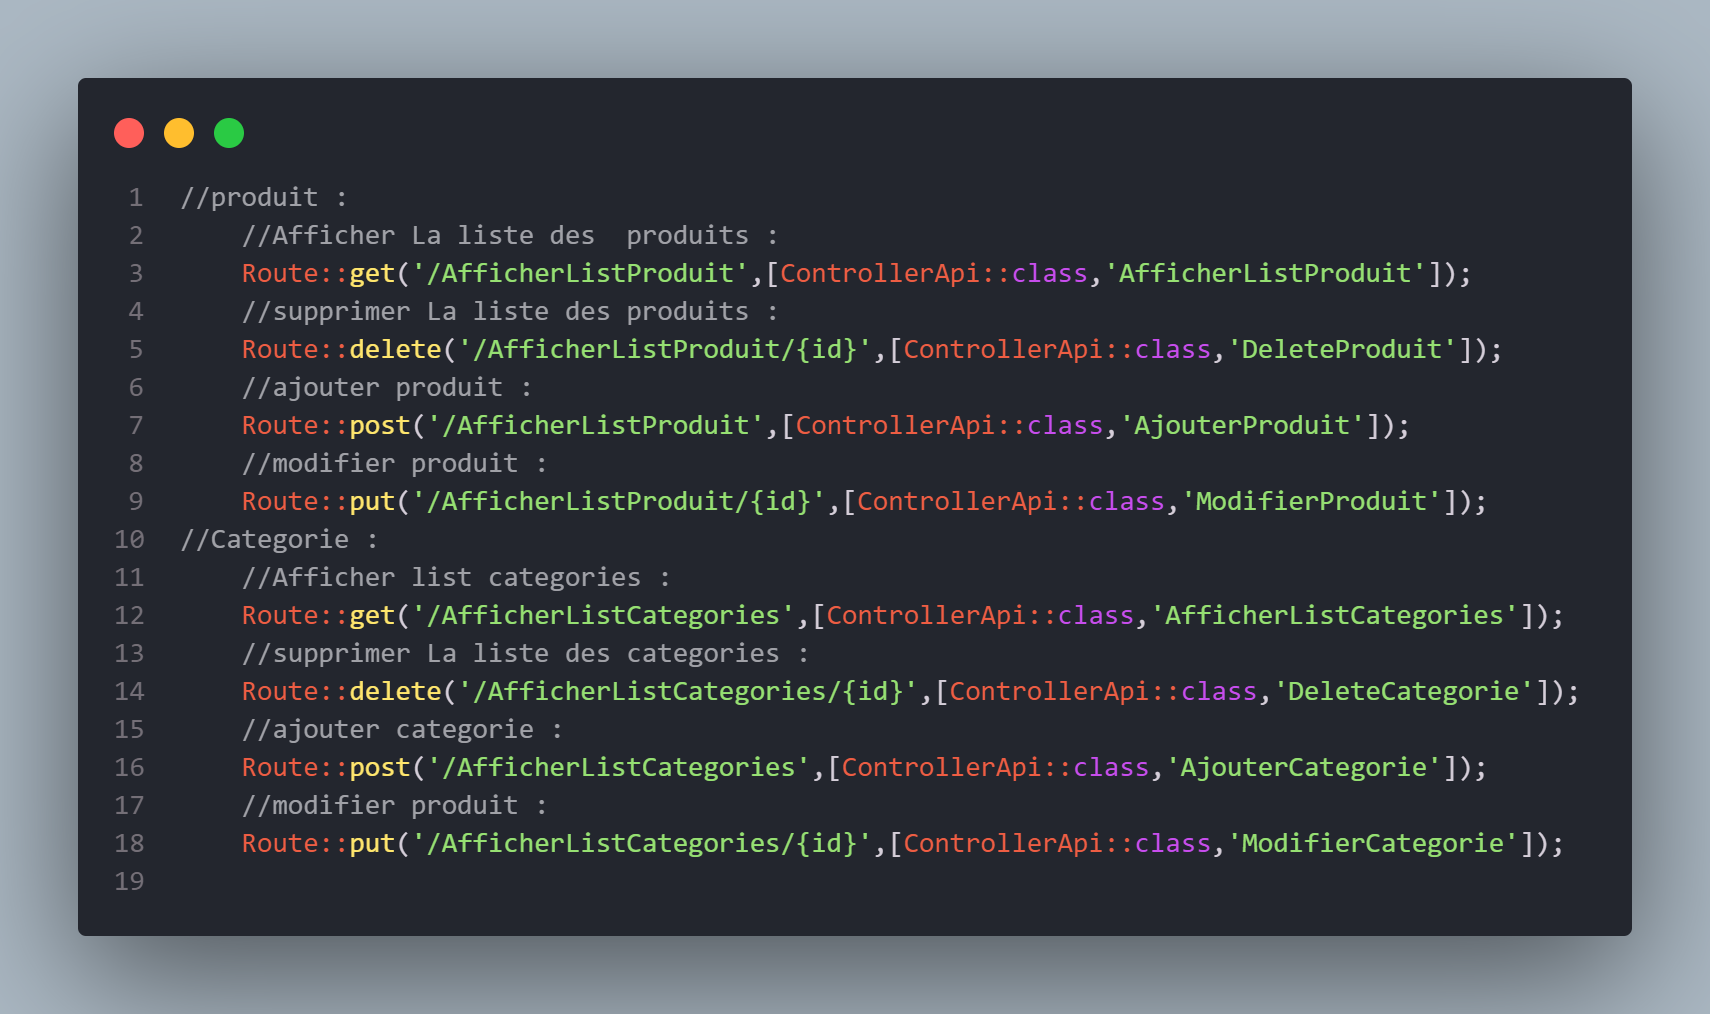 1 //produit :
2     //Afficher La liste des  produits :
3     Route::get('/AfficherListProduit',[ControllerApi::class,'AfficherListProduit']);
4     //supprimer La liste des produits :
5     Route::delete('/AfficherListProduit/{id}',[ControllerApi::class,'DeleteProduit']);
6     //ajouter produit :
7     Route::post('/AfficherListProduit',[ControllerApi::class,'AjouterProduit']);
8     //modifier produit :
9     Route::put('/AfficherListProduit/{id}',[ControllerApi::class,'ModifierProduit']);
10 //Categorie :
11     //Afficher list categories :
12     Route::get('/AfficherListCategories',[ControllerApi::class,'AfficherListCategories']);
13     //supprimer La liste des categories :
14     Route::delete('/AfficherListCategories/{id}',[ControllerApi::class,'DeleteCategorie']);
15     //ajouter categorie :
16     Route::post('/AfficherListCategories',[ControllerApi::class,'AjouterCategorie']);
17     //modifier produit :
18     Route::put('/AfficherListCategories/{id}',[ControllerApi::class,'ModifierCategorie']);
19